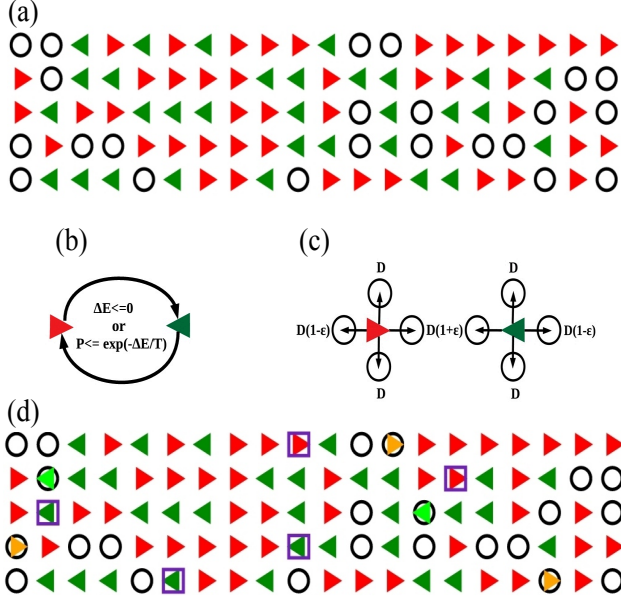 (a)
(b)
(c)
ΔE<=0
or
P<= exp(-ΔE/T)
D
D
D(1-ε)
D(1+ε)
D(1-ε)
D
D
(d)